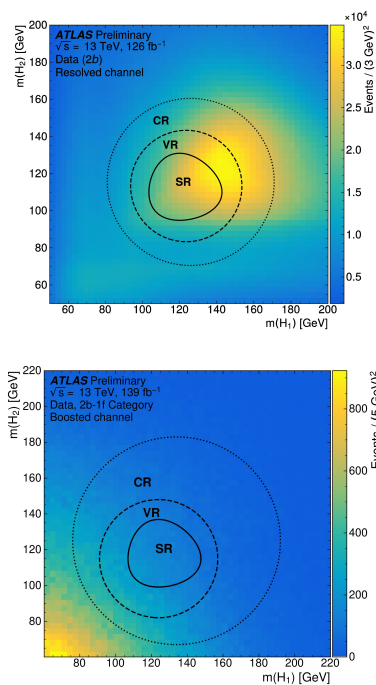 ATLAS Preliminary
√s = 13 TeV, 126 fb⁻¹
Data (2b)
Resolved channel
CR
VR
SR
m(H₂) [GeV]
200
180
160
140
120
100
80
60
60 80 100 120 140 160 180 200
m(H₁) [GeV]
×10⁴
3.5
3.0
2.5
2.0
1.5
1.0
0.5
Events / (3 GeV)²
ATLAS Preliminary
√s = 13 TeV, 139 fb⁻¹
Data, 2b-1f Category
Boosted channel
CR
VR
SR
m(H₂) [GeV]
220
200
180
160
140
120
100
80
80 100 120 140 160 180 200 220
m(H₁) [GeV]
800
600
400
200
0
Events / (5 GeV)²